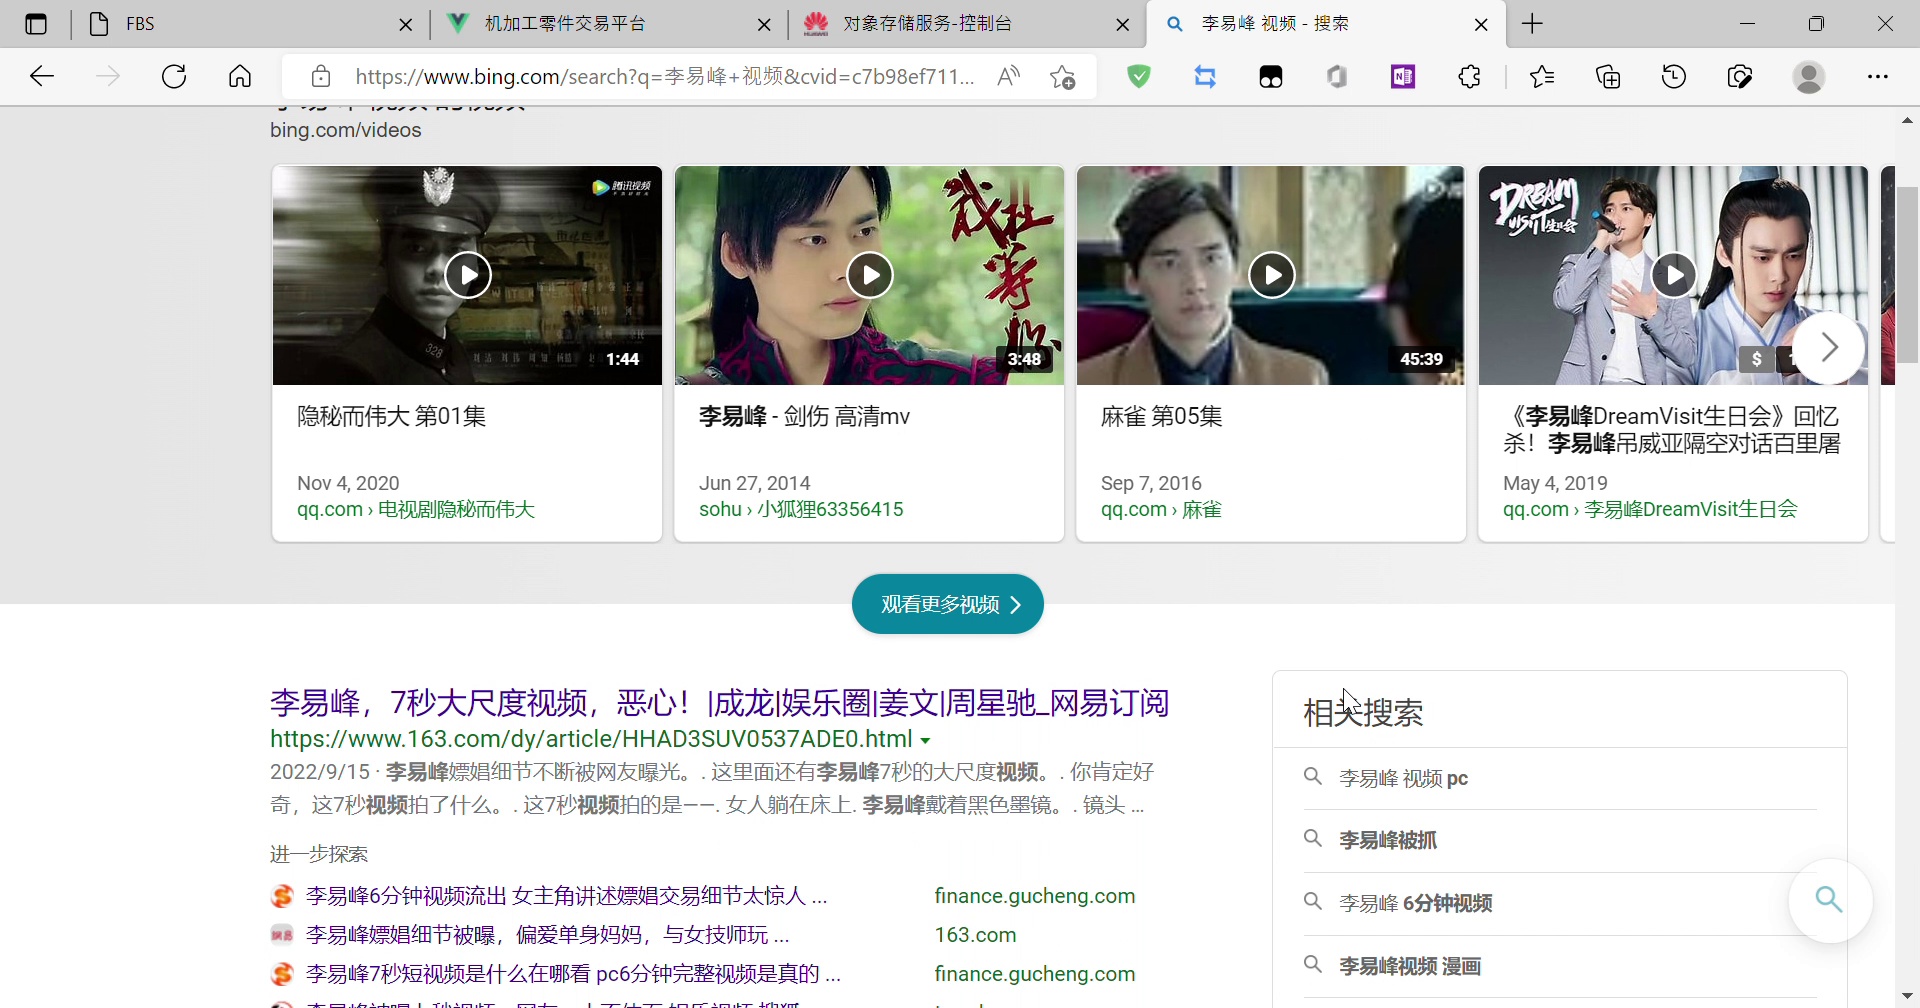 FBS
机加工零件交易平台
对象存储服务-控制台
李易峰 视频 - 搜索
https://www.bing.com/search?q=李易峰+视频&cvid=c7b98ef711...
bing.com/videos
腾讯视频
328
1:44
隐秘而伟大 第01集
Nov 4, 2020
qq.com › 电视剧隐秘而伟大
3:48
李易峰 - 剑伤 高清mv
Jun 27, 2014
sohu › 小狐狸63356415
45:39
麻雀 第05集
Sep 7, 2016
qq.com › 麻雀
DREAM
VISIT生日会
$
《李易峰DreamVisit生日会》回忆
杀！李易峰吊威亚隔空对话百里屠
May 4, 2019
qq.com › 李易峰DreamVisit生日会
观看更多视频
李易峰，7秒大尺度视频，恶心！|成龙|娱乐圈|姜文|周星驰_网易订阅
https://www.163.com/dy/article/HHAD3SUV0537ADE0.html
2022/9/15 · 李易峰嫖娼细节不断被网友曝光。. 这里面还有李易峰7秒的大尺度视频。. 你肯定好
奇，这7秒视频拍了什么。. 这7秒视频拍的是——. 女人躺在床上. 李易峰戴着黑色墨镜。. 镜头 ...
进一步探索
李易峰6分钟视频流出 女主角讲述嫖娼交易细节太惊人 ... finance.gucheng.com
李易峰嫖娼细节被曝，偏爱单身妈妈，与女技师玩 ... 163.com
李易峰7秒短视频是什么在哪看 pc6分钟完整视频是真的 ... finance.gucheng.com
相关搜索
李易峰 视频 pc
李易峰被抓
李易峰 6分钟视频
李易峰视频 漫画